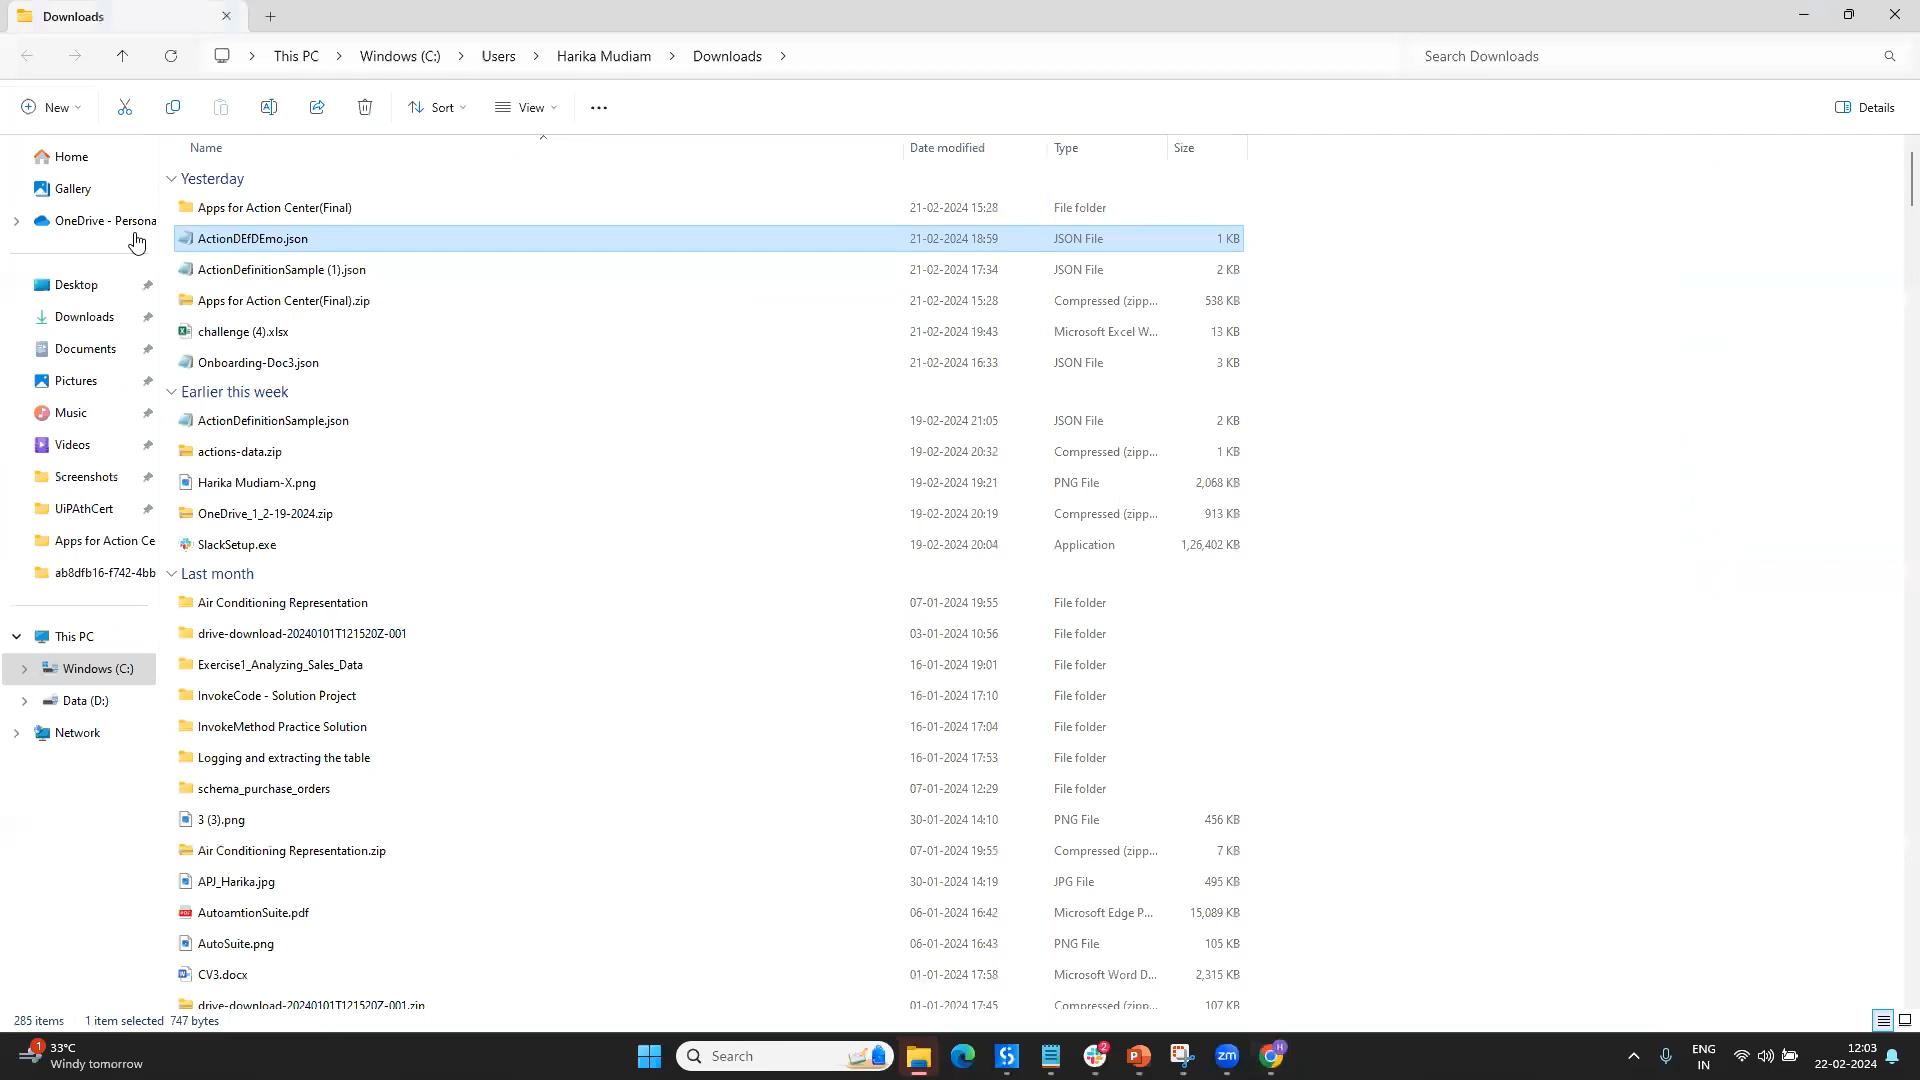 Downloads
This PC > Windows (C:) > Users > Harika Mudiam > Downloads >
Search Downloads
New
Sort
View
Details
Home
Gallery
OneDrive - Persona
Desktop
Downloads
Documents
Pictures
Music
Videos
Screenshots
UiPAthCert
Apps for Action Ce
ab8dfb16-f742-4bb
This PC
Windows (C:)
Data (D:)
Network
Name Date modified Type Size
Yesterday
Apps for Action Center(Final) 21-02-2024 15:28 File folder
ActionDEfDEmo.json 21-02-2024 18:59 JSON File 1 KB
ActionDefinitionSample (1).json 21-02-2024 17:34 JSON File 2 KB
Apps for Action Center(Final).zip 21-02-2024 15:28 Compressed (zipp... 538 KB
challenge (4).xlsx 21-02-2024 19:43 Microsoft Excel W... 13 KB
Onboarding-Doc3.json 21-02-2024 16:33 JSON File 3 KB
Earlier this week
ActionDefinitionSample.json 19-02-2024 21:05 JSON File 2 KB
actions-data.zip 19-02-2024 20:32 Compressed (zipp... 1 KB
Harika Mudiam-X.png 19-02-2024 19:21 PNG File 2,068 KB
OneDrive_1_2-19-2024.zip 19-02-2024 20:19 Compressed (zipp... 913 KB
SlackSetup.exe 19-02-2024 20:04 Application 1,26,402 KB
Last month
Air Conditioning Representation 07-01-2024 19:55 File folder
drive-download-20240101T121520Z-001 03-01-2024 10:56 File folder
Exercise1_Analyzing_Sales_Data 16-01-2024 19:01 File folder
InvokeCode - Solution Project 16-01-2024 17:10 File folder
InvokeMethod Practice Solution 16-01-2024 17:04 File folder
Logging and extracting the table 16-01-2024 17:53 File folder
schema_purchase_orders 07-01-2024 12:29 File folder
3 (3).png 30-01-2024 14:10 PNG File 456 KB
Air Conditioning Representation.zip 07-01-2024 19:55 Compressed (zipp... 7 KB
APJ_Harika.jpg 30-01-2024 14:19 JPG File 495 KB
AutoamtionSuite.pdf 06-01-2024 16:42 Microsoft Edge P... 15,089 KB
AutoSuite.png 06-01-2024 16:43 PNG File 105 KB
CV3.docx 01-01-2024 17:58 Microsoft Word D... 2,315 KB
drive-download-20240101T121520Z-001.zip 01-01-2024 17:45 Compressed (zipp... 107 KB
285 items 1 item selected 747 bytes
1
33°C
Windy tomorrow
Search
2
zm
H
ENG
IN
12:03
22-02-2024